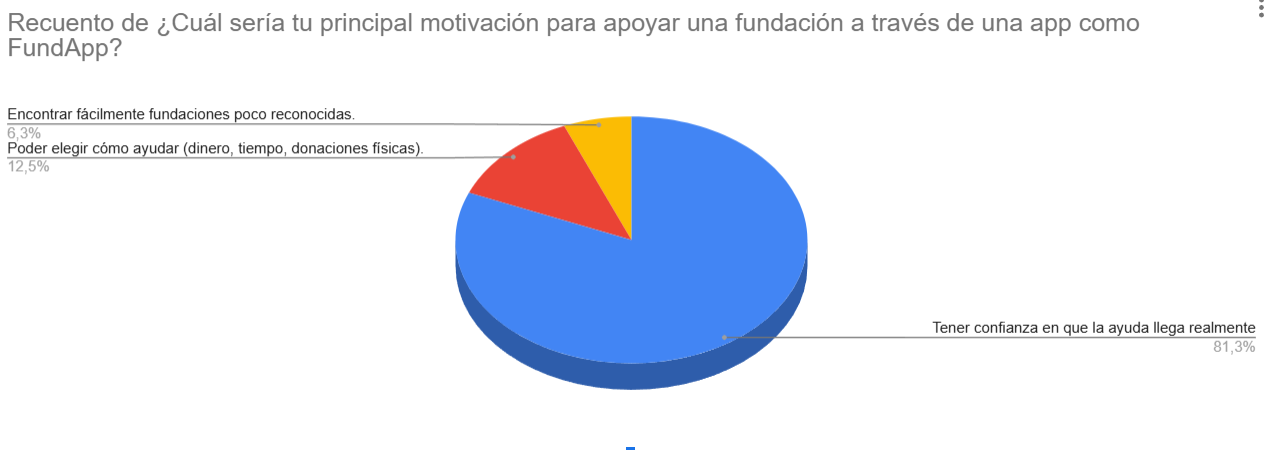 Recuento de ¿Cuál sería tu principal motivación para apoyar una fundación a través de una app como
FundApp?
Encontrar fácilmente fundaciones poco reconocidas.
6,3%
Poder elegir cómo ayudar (dinero, tiempo, donaciones físicas).
12,5%
Tener confianza en que la ayuda llega realmente
81,3%